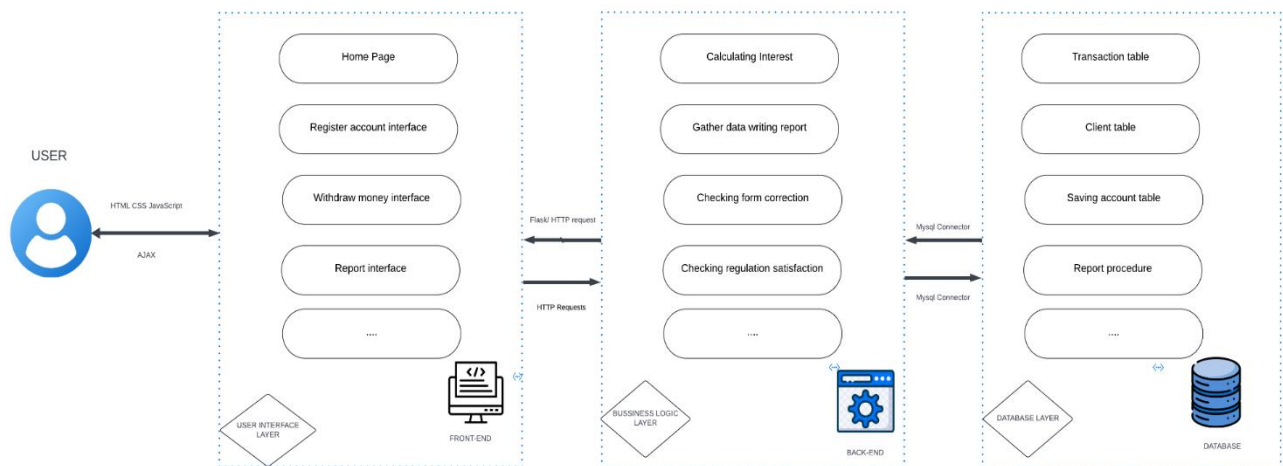 USER
HTML CSS JavaScript
AJAX
Home Page
Register account interface
Withdraw money interface
Report interface
....
USER INTERFACE
LAYER
</>
FRONT-END
Flask/ HTTP request
HTTP Requests
Calculating Interest
Gather data writing report
Checking form correction
Checking regulation satisfaction
....
BUSSINESS LOGIC
LAYER
BACK-END
Mysql Connector
Mysql Connector
Transaction table
Client table
Saving account table
Report procedure
....
DATABASE LAYER
DATABASE